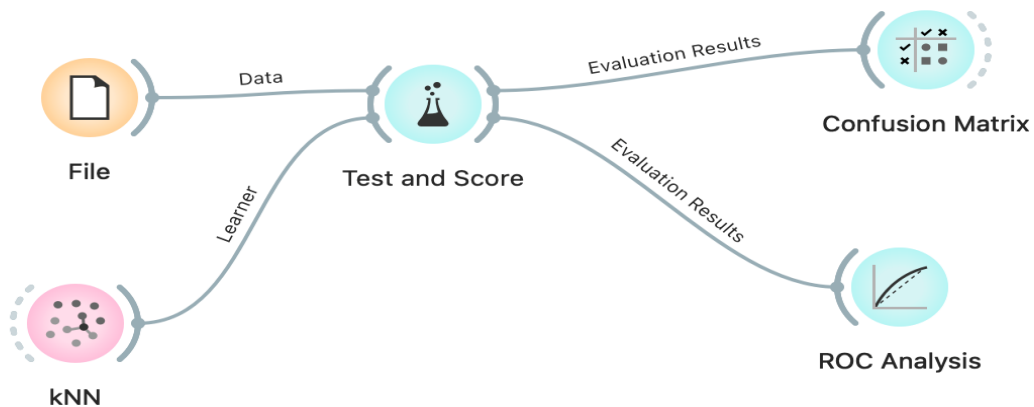 Data
File
Learner
kNN
Test and Score
Evaluation Results
Confusion Matrix
Evaluation Results
ROC Analysis